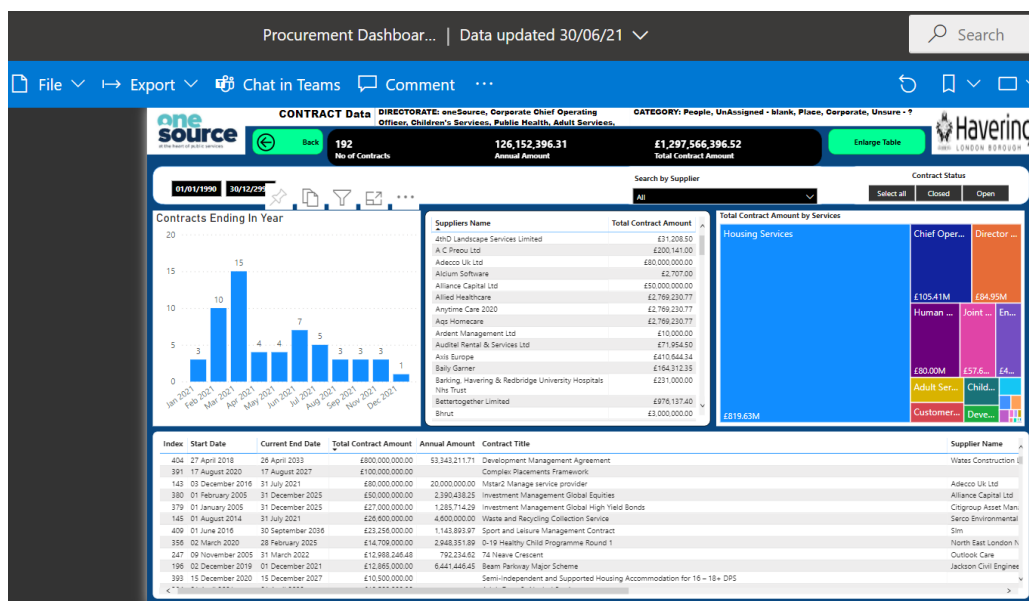 Procurement Dashboar... | Data updated 30/06/21
Search
File Export Chat in Teams Comment ...
one source
CONTRACT Data
DIRECTORATE: oneSource, Corporate Chief Operating
Officer, Children's Services, Public Health, Adult Services,
CATEGORY: People, UnAssigned - blank, Place, Corporate, Unsure - ?
Back
192
No of Contracts
126,152,396.31
Annual Amount
£1,297,566,396.52
Total Contract Amount
Enlarge Table
Havering
LONDON BOROUGH
01/01/1990 30/12/299
Search by Supplier
All
Contract Status
Select all Closed Open
Contracts Ending In Year
20
15
10
5
0
3 10 15 4 4 7 5 3 3 3 1
Jan 2021 Feb 2021 Mar 2021 Apr 2021 May 2021 Jun 2021 Jul 2021 Aug 2021 Sep 2021 Nov 2021 Dec 2021
Suppliers Name Total Contract Amount
4thD Landscape Services Limited £31,208.50
A C Preou Ltd £200,141.00
Adecco Uk Ltd £80,000,000.00
Alcium Software £2,707.00
Alliance Capital Ltd £50,000,000.00
Allied Healthcare £2,769,230.77
Anytime Care 2020 £2,769,230.77
Aqs Homecare £2,769,230.77
Ardent Management Ltd £10,000.00
Auditel Rental & Services Ltd £71,954.50
Axis Europe £410,644.34
Baily Garner £164,312.35
Barking, Havering & Redbridge University Hospitals £231,000.00
Nhs Trust
Bettertogether Limited £976,137.40
Bhrut £3,000,000.00
Total Contract Amount by Services
Housing Services
£819.63M
Chief Oper...
£105.41M
Director ...
£84.95M
Human ...
£80.00M
Joint ...
£57.6...
En...
£4...
Adult Ser...
Child...
Customer...
Deve...
Index Start Date Current End Date Total Contract Amount Annual Amount Contract Title Supplier Name
404 27 April 2018 26 April 2033 £800,000,000.00 53,343,211.71 Development Management Agreement Wates Construction
391 17 August 2020 17 August 2027 £100,000,000.00 Complex Placements Framework
143 03 December 2016 31 July 2021 £80,000,000.00 20,000,000.00 Mstar2 Manage service provider Adecco Uk Ltd
380 01 February 2005 31 December 2025 £50,000,000.00 2,390,438.25 Investment Management Global Equities Alliance Capital Ltd
379 01 January 2005 31 December 2025 £27,000,000.00 1,285,714.29 Investment Management Global High Yield Bonds Citigroup Asset Man
145 01 August 2014 31 July 2021 £26,600,000.00 4,600,000.00 Waste and Recycling Collection Service Serco Environmental
409 01 June 2016 30 September 2036 £23,256,000.00 1,143,893.97 Sport and Leisure Management Contract Slm
356 02 March 2020 28 February 2025 £14,709,000.00 2,948,351.89 0-19 Healthy Child Programme Round 1 North East London N
247 09 November 2005 31 March 2022 £12,988,246.48 792,234.62 74 Neave Crescent Outlook Care
196 02 December 2019 01 December 2021 £12,865,000.00 6,441,446.45 Beam Parkway Major Scheme Jackson Civil Enginee
393 15 December 2020 15 December 2027 £10,500,000.00 Semi-Independent and Supported Housing Accommodation for 16 – 18+ DPS